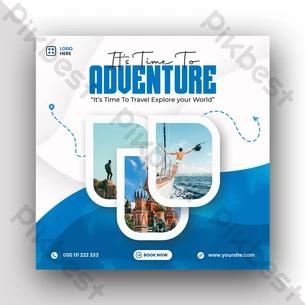 LOGO
HERE
It's Time To
ADVENTURE
"It's Time To Travel Explore your World"
000 111 222 333
BOOK NOW
www.yoursite.com
Pikbest